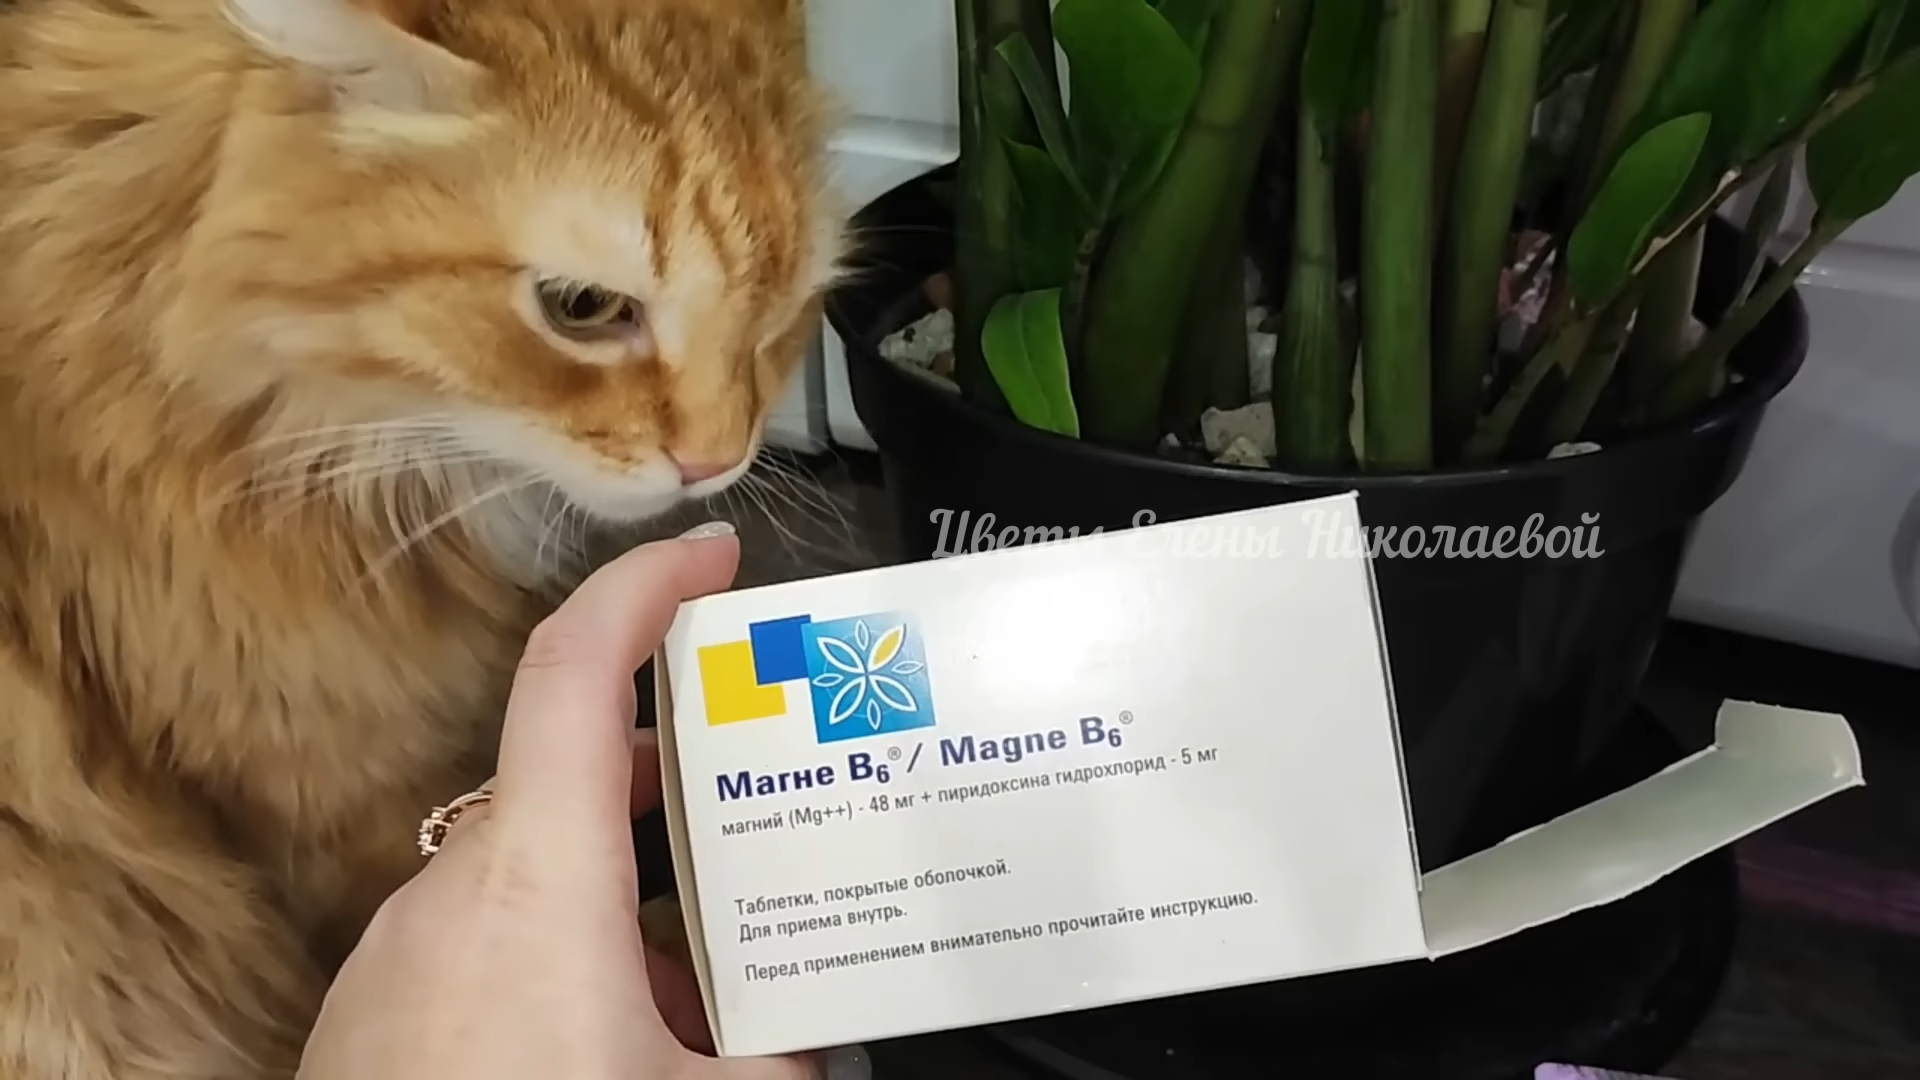 Цветы Елены Николаевой
Магне B6® / Magne B6®
магний (Mg++) - 48 мг + пиридоксина гидрохлорид - 5 мг
Таблетки, покрытые оболочкой.
Для приема внутрь.
Перед применением внимательно прочитайте инструкцию.